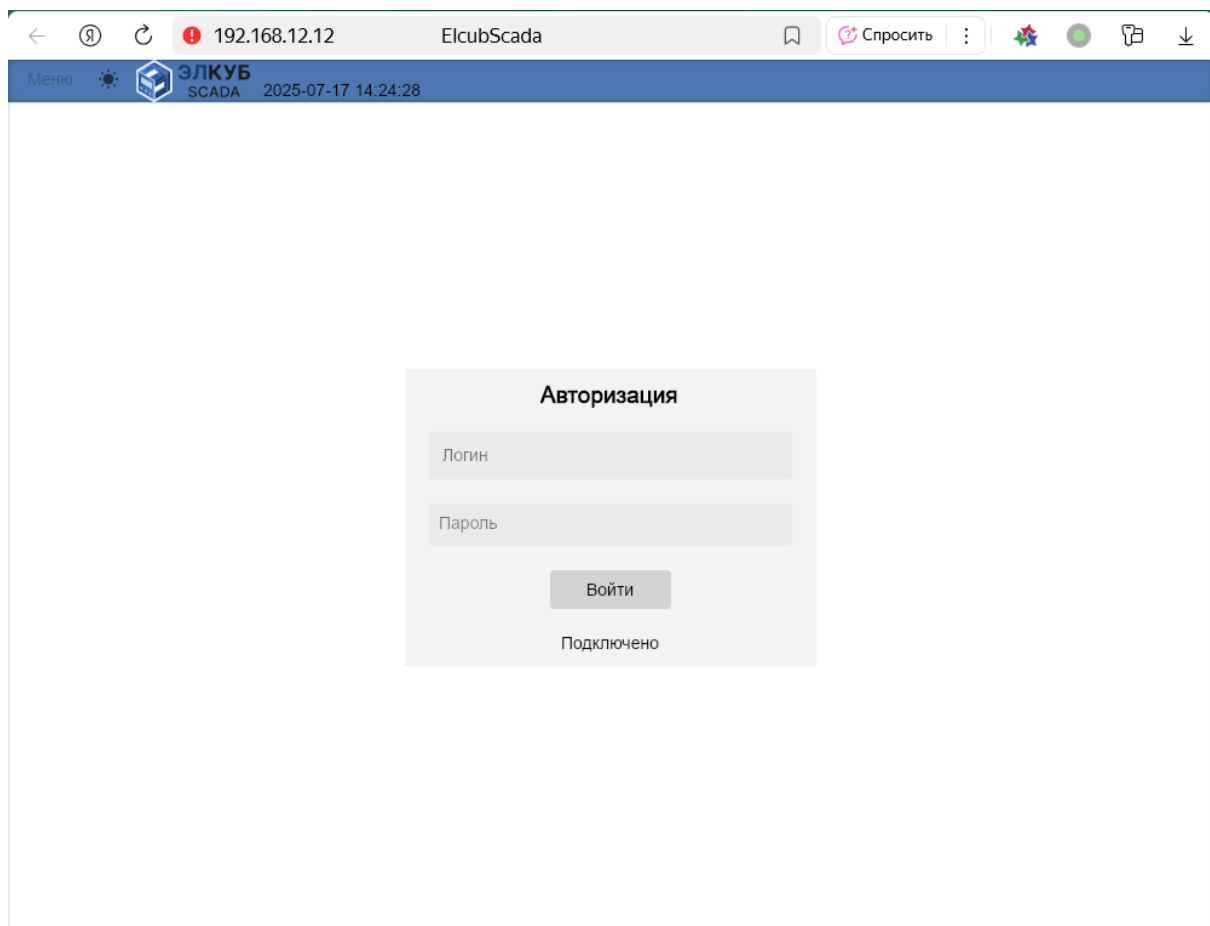 192.168.12.12 ElcubScada Спросить
Меню ЭЛКУБ
SCADA 2025-07-17 14:24:28
Авторизация
Логин
Пароль
Войти
Подключено